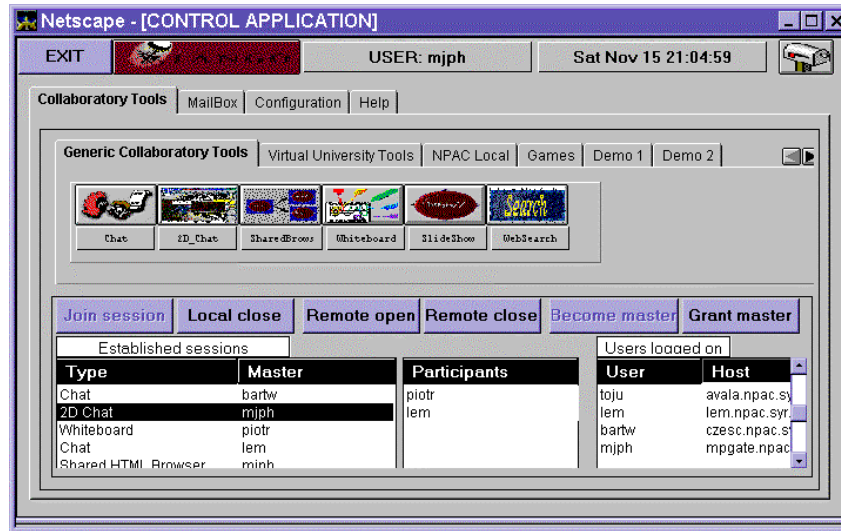 Netscape - [CONTROL APPLICATION]
EXIT USER: mjph Sat Nov 15 21:04:59
Collaboratory Tools MailBox Configuration Help
Generic Collaboratory Tools Virtual University Tools NPAC Local Games Demo 1 Demo 2
Search
Chat 2D_Chat SharedBrows Whiteboard SlideShow WebSearch
Join session Local close Remote open Remote close Become master Grant master
Established sessions Users logged on
Type Master Participants User Host
Chat bartw piotr toju avala.npac.sy
2D Chat mjph lem lem lem.npac.syr.
Whiteboard piotr bartw czesc.npac.s
Chat lem mjph mpgate.npac
Shared HTML Browser mjph